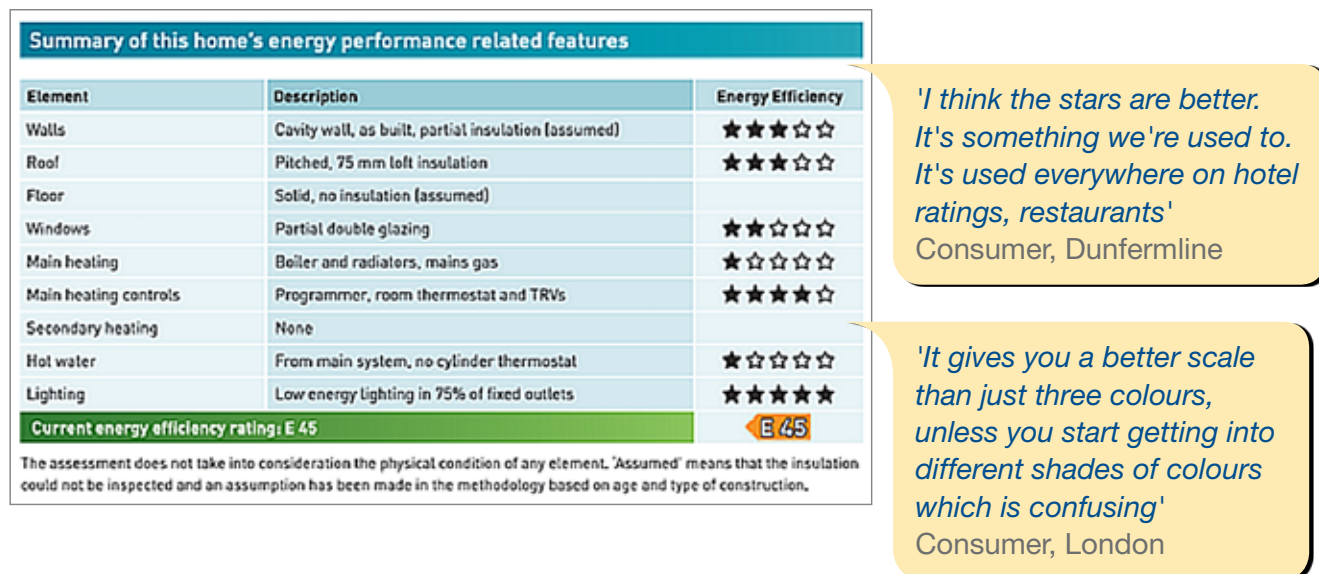 Summary of this home's energy performance related features
Element Description Energy Efficiency
Walls Cavity wall, as built, partial insulation (assumed) ★★★☆☆
Roof Pitched, 75 mm loft insulation ★★★☆☆
Floor Solid, no insulation (assumed)
Windows Partial double glazing ★★☆☆☆
Main heating Boiler and radiators, mains gas ★☆☆☆☆
Main heating controls Programmer, room thermostat and TRVs ★★★★☆
Secondary heating None
Hot water From main system, no cylinder thermostat ★☆☆☆☆
Lighting Low energy lighting in 75% of fixed outlets ★★★★★
Current energy efficiency rating: E 45 E 45
The assessment does not take into consideration the physical condition of any element. 'Assumed' means that the insulation
could not be inspected and an assumption has been made in the methodology based on age and type of construction.
'I think the stars are better.
It's something we're used to.
It's used everywhere on hotel
ratings, restaurants'
Consumer, Dunfermline
'It gives you a better scale
than just three colours,
unless you start getting into
different shades of colours
which is confusing'
Consumer, London